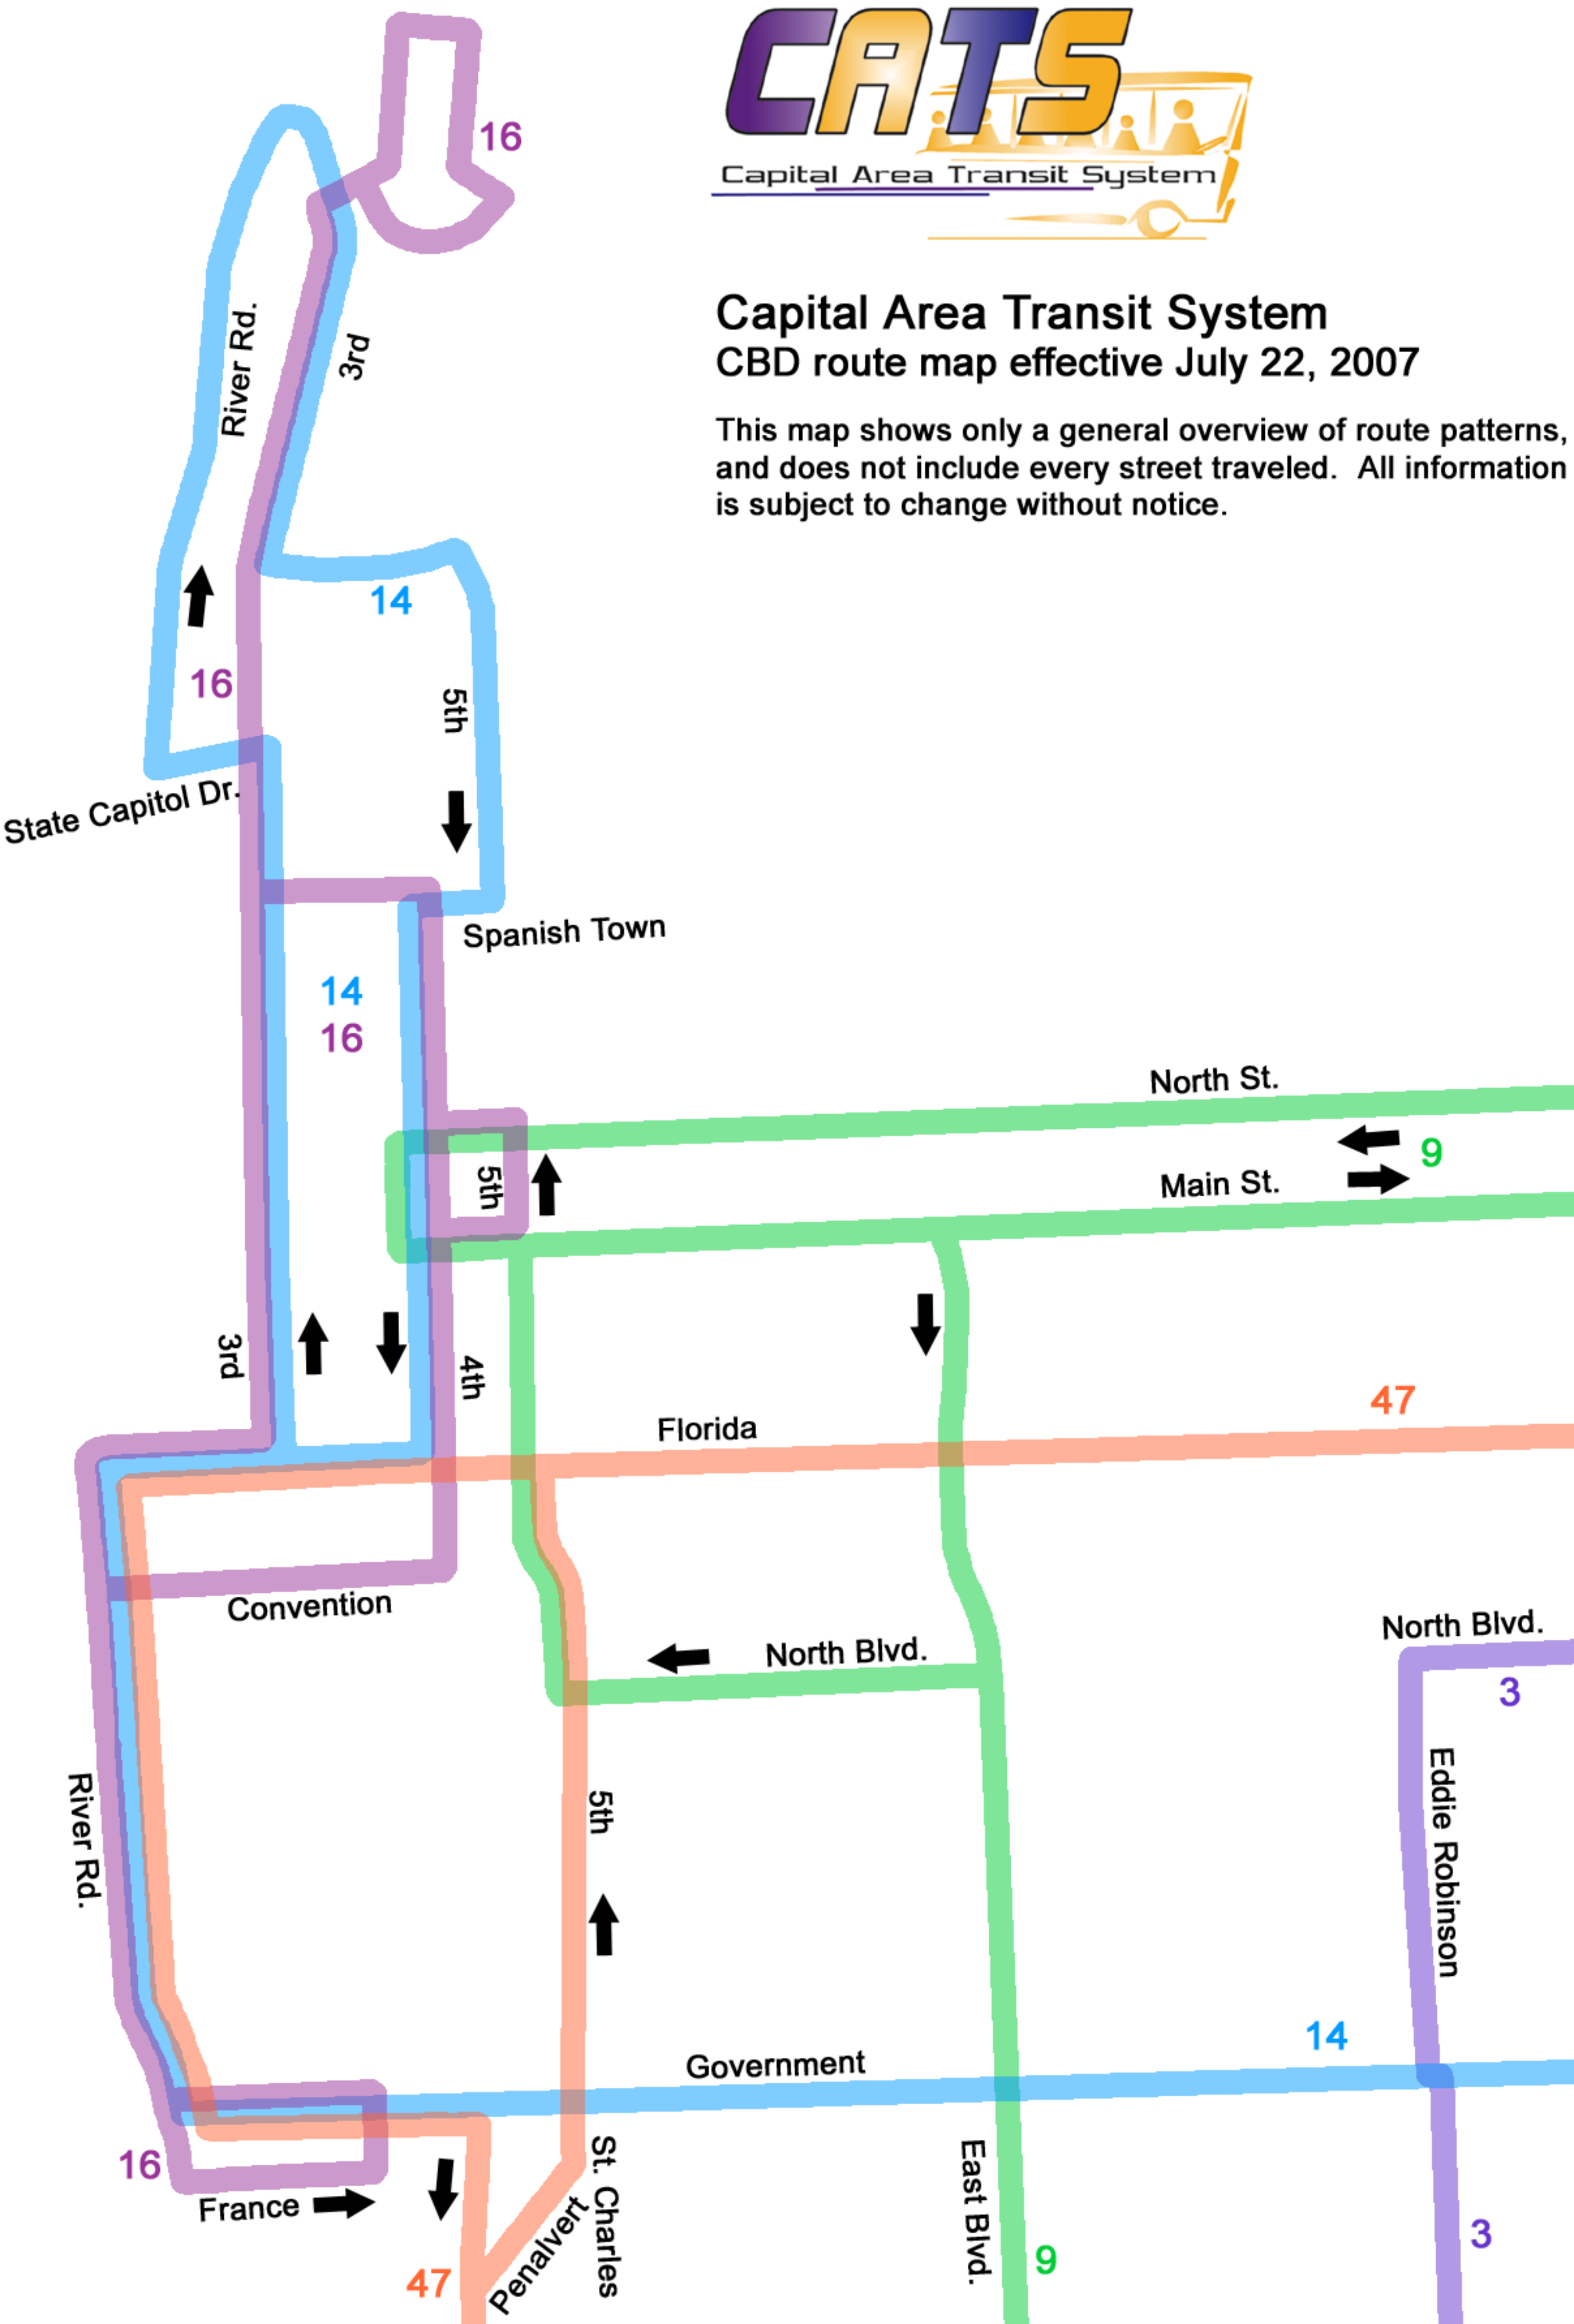 CATS
Capital Area Transit System
Capital Area Transit System
CBD route map effective July 22, 2007
This map shows only a general overview of route patterns,
and does not include every street traveled.  All information
is subject to change without notice.
16
River Rd.
3rd
14
16
5th
State Capitol Dr.
Spanish Town
14
16
North St.
9
5th
Main St.
3rd
4th
47
Florida
Convention
North Blvd.
North Blvd.
3
River Rd.
5th
Eddie Robinson
14
Government
16
France
St. Charles
East Blvd.
Penalvert
47
9
3